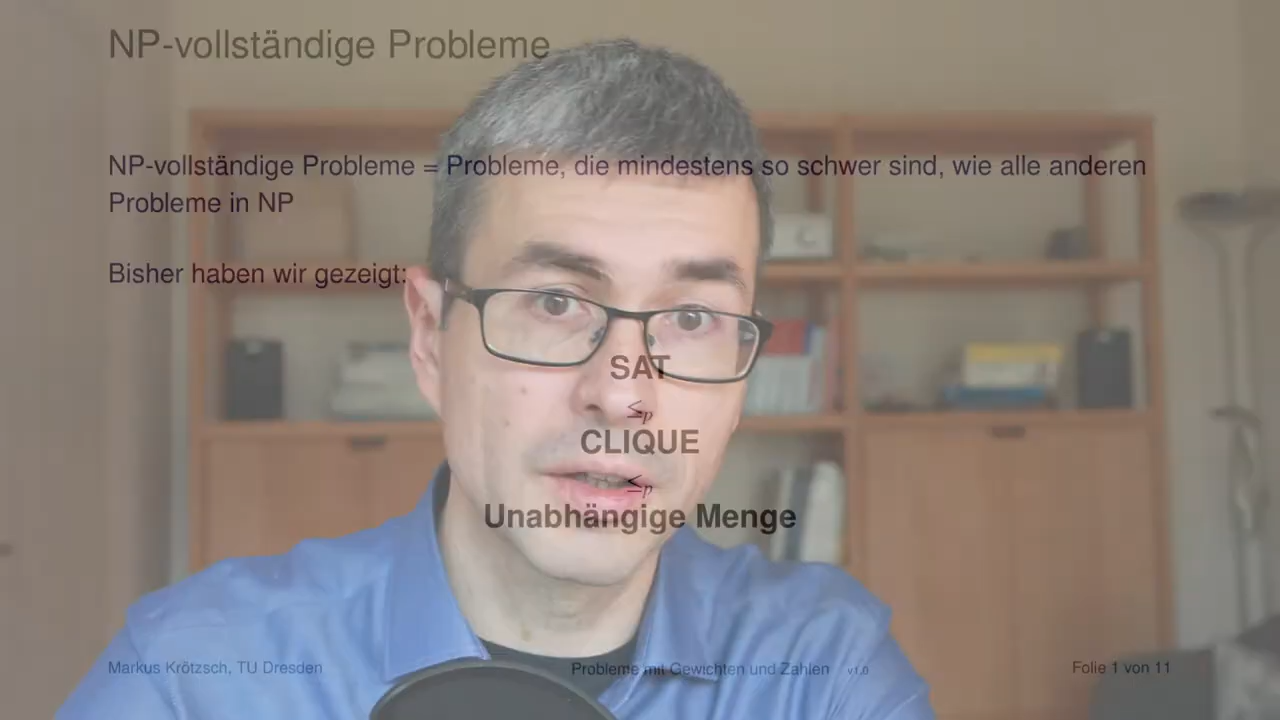 NP-vollständige Probleme
NP-vollständige Probleme = Probleme, die mindestens so schwer sind, wie alle anderen
Probleme in NP
Bisher haben wir gezeigt:
SAT
≤p
CLIQUE
≤p
Unabhängige Menge
Markus Krötzsch, TU Dresden Probleme mit Gewichten und Zahlen v1.0 Folie 1 von 11